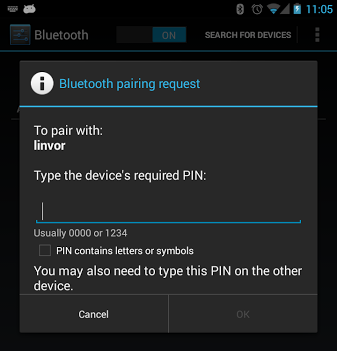 11:05
Bluetooth ON SEARCH FOR DEVICES
Bluetooth pairing request
To pair with:
linvor
Type the device's required PIN:
Usually 0000 or 1234
PIN contains letters or symbols
You may also need to type this PIN on the other
device.
Cancel OK